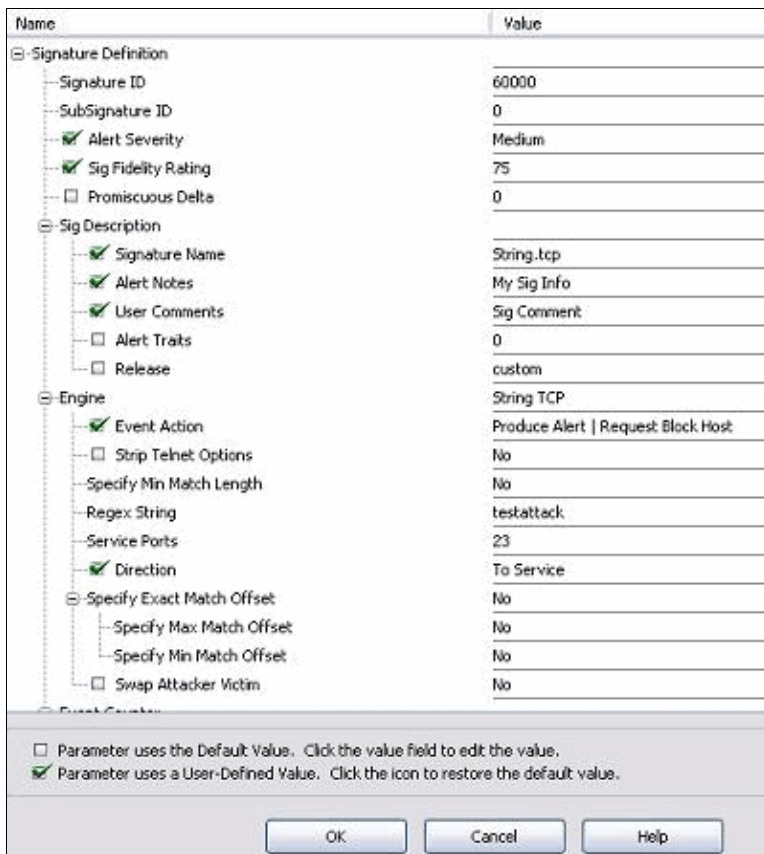 Name Value
Signature Definition
Signature ID 60000
SubSignature ID 0
Alert Severity Medium
Sig Fidelity Rating 75
Promiscuous Delta 0
Sig Description
Signature Name String.tcp
Alert Notes My Sig Info
User Comments Sig Comment
Alert Traits 0
Release custom
Engine String TCP
Event Action Produce Alert | Request Block Host
Strip Telnet Options No
Specify Min Match Length No
Regex String testattack
Service Ports 23
Direction To Service
Specify Exact Match Offset No
Specify Max Match Offset No
Specify Min Match Offset No
Swap Attacker Victim No
Event Counter
Parameter uses the Default Value. Click the value field to edit the value.
Parameter uses a User-Defined Value. Click the icon to restore the default value.
OK Cancel Help